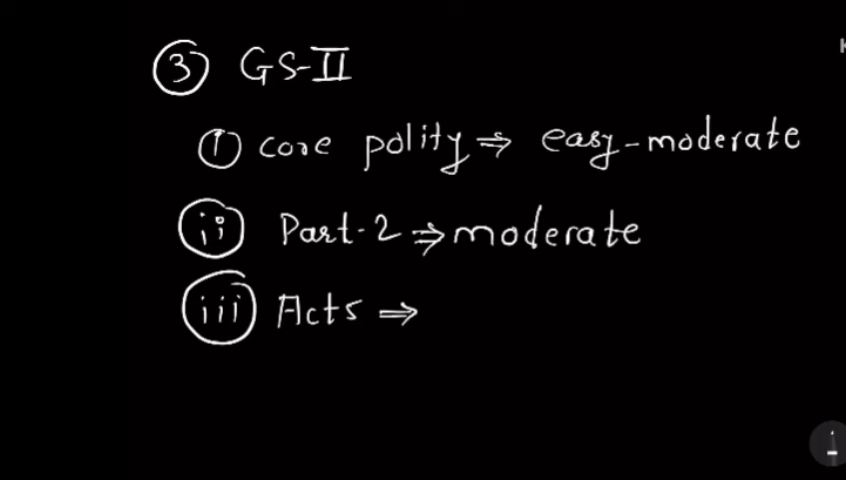 ③ GS-II
① core polity ⇒ easy-moderate
ⅱ Part-2 ⇒ moderate
ⅲ Acts ⇒